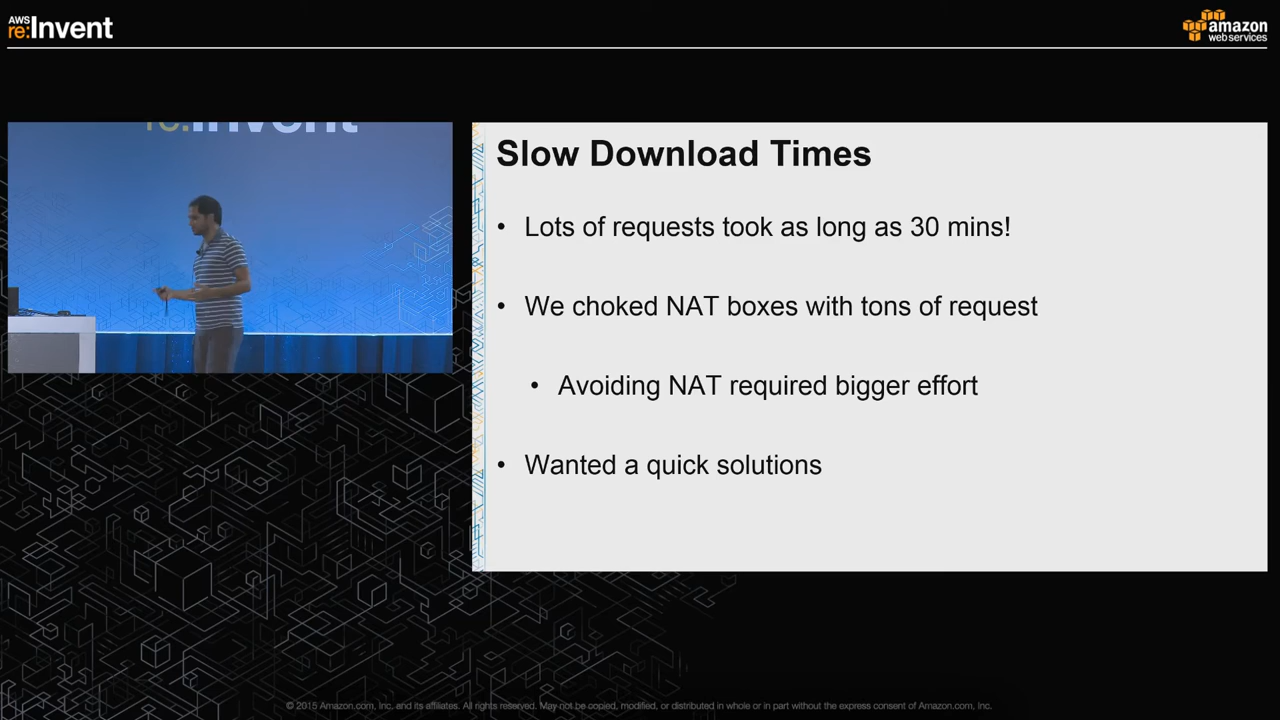 AWS
re:Invent
amazon
web services
re:Invent
Slow Download Times
• Lots of requests took as long as 30 mins!
• We choked NAT boxes with tons of request
• Avoiding NAT required bigger effort
• Wanted a quick solutions
© 2015 Amazon.com, Inc. and its affiliates. All rights reserved. May not be copied, modified, or distributed in whole or in part without the express consent of Amazon.com, Inc.